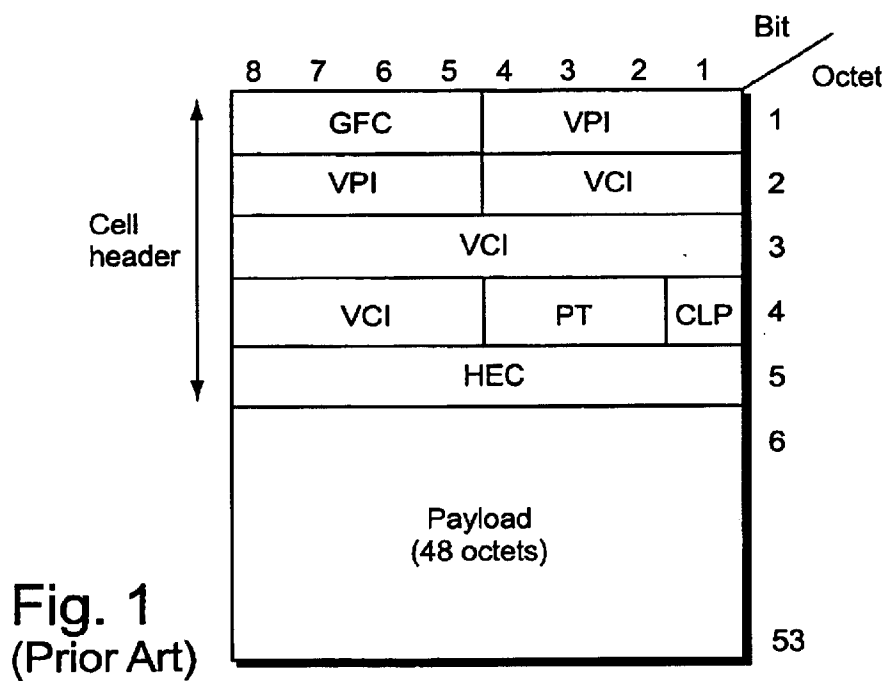 Bit
8 7 6 5 4 3 2 1
Octet
GFC VPI 1
VPI VCI 2
Cell
header
VCI 3
VCI PT CLP 4
HEC 5
6
Payload
(48 octets)
Fig. 1
(Prior Art)
53